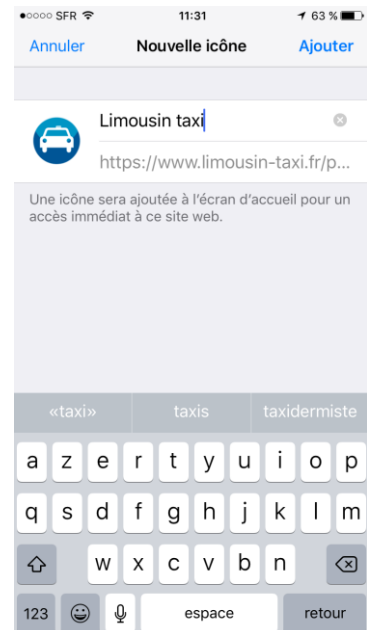 SFR 11:31 63 %
Annuler Nouvelle icône Ajouter
Limousin taxi
https://www.limousin-taxi.fr/p...
Une icône sera ajoutée à l'écran d'accueil pour un
accès immédiat à ce site web.
«taxi» taxis taxidermiste
a z e r t y u i o p
q s d f g h j k l m
w x c v b n
123 espace retour